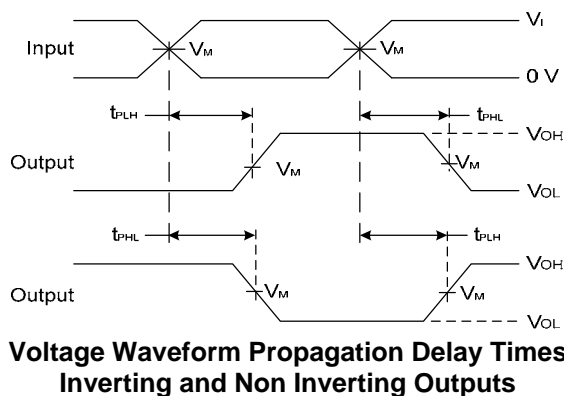 VI
Input VM VM
0 V
tPLH tPHL
VOH
Output VM VM
VOL
tPHL tPLH
VOH
Output VM VM
VOL
Voltage Waveform Propagation Delay Times
Inverting and Non Inverting Outputs